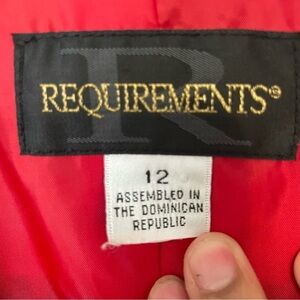 REQUIREMENTS®
12
ASSEMBLED IN
THE DOMINICAN
REPUBLIC